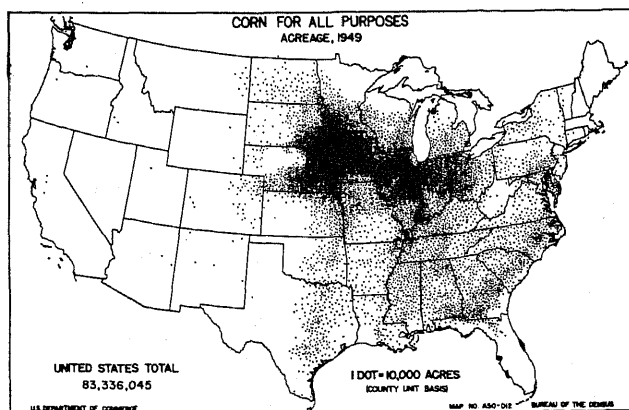 CORN FOR ALL PURPOSES
ACREAGE, 1949
UNITED STATES TOTAL
83,336,045
1 DOT=10,000 ACRES
(COUNTY UNIT BASIS)
U.S. DEPARTMENT OF COMMERCE
MAP NO. A50-012
BUREAU OF THE CENSUS